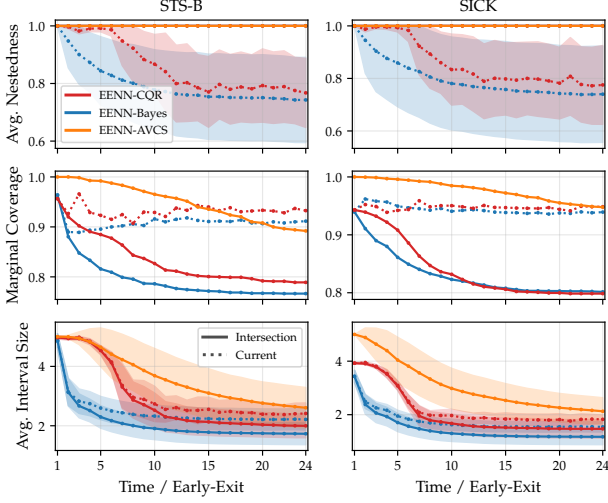 STS-B
SICK
Avg. Nestedness
1.0
0.8
0.6
EENN-CQR
EENN-Bayes
EENN-AVCS
1.0
0.8
0.6
Marginal Coverage
1.0
0.9
0.8
1.0
0.9
0.8
Avg. Interval Size
4
2
Intersection
Current
4
2
1 5 10 15 20 24
1 5 10 15 20 24
Time / Early-Exit
Time / Early-Exit